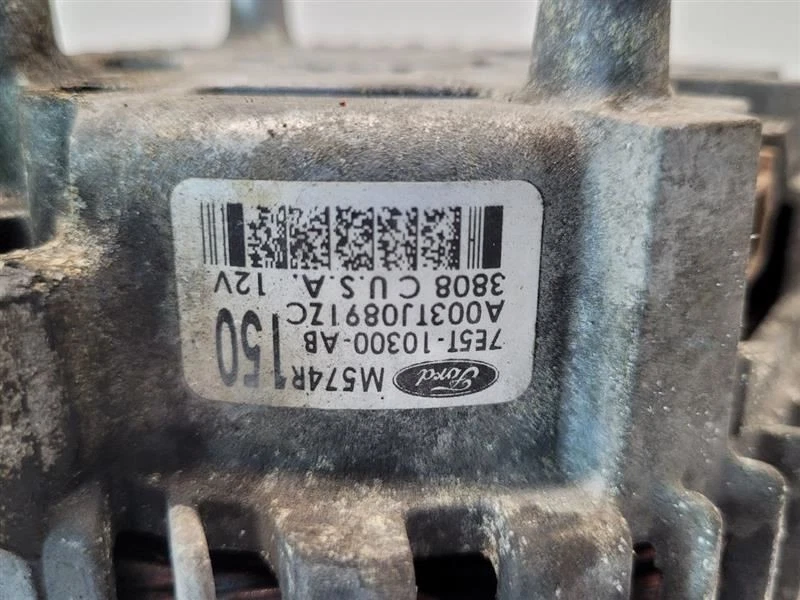 Ford M574R
7E5T-10300-AB 150
A003TJ0891ZC
3808 C U.S.A. 12V